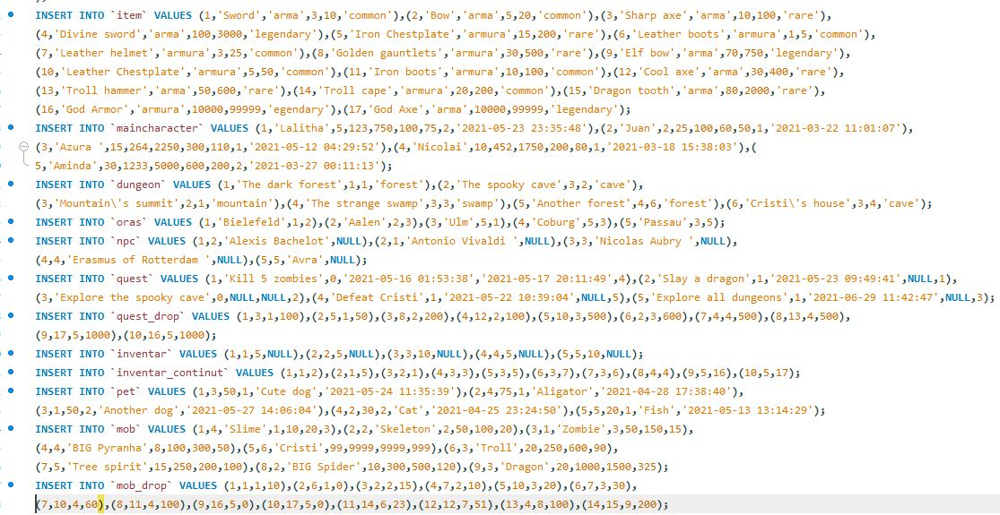 INSERT INTO `item` VALUES (1,'Sword','arma',3,10,'common'),(2,'Bow','arma',5,20,'common'),(3,'Sharp axe','arma',10,100,'rare'),
(4,'Divine sword','arma',100,3000,'legendary'),(5,'Iron Chestplate','armura',15,200,'rare'),(6,'Leather boots','armura',1,5,'common'),
(7,'Leather helmet','armura',3,25,'common'),(8,'Golden gauntlets','armura',30,500,'rare'),(9,'Elf bow','arma',70,750,'legendary'),
(10,'Leather Chestplate','armura',5,50,'common'),(11,'Iron boots','armura',10,100,'common'),(12,'Cool axe','arma',30,400,'rare'),
(13,'Troll hammer','arma',50,600,'rare'),(14,'Troll cape','armura',20,200,'common'),(15,'Dragon tooth','arma',80,2000,'rare'),
(16,'God Armor','armura',10000,99999,'egendary'),(17,'God Axe','arma',10000,99999,'legendary');
INSERT INTO `maincharacter` VALUES (1,'Lalitha',5,123,750,100,75,2,'2021-05-23 23:35:48'),(2,'Juan',2,25,100,60,50,1,'2021-03-22 11:01:07'),
(3,'Azura ',15,264,2250,300,110,1,'2021-05-12 04:29:52'),(4,'Nicolai',10,452,1750,200,80,1,'2021-03-18 15:38:03'),(
5,'Aminda',30,1233,5000,600,200,2,'2021-03-27 00:11:13');
INSERT INTO `dungeon` VALUES (1,'The dark forest',1,1,'forest'),(2,'The spooky cave',3,2,'cave'),
(3,'Mountain\'s summit',2,1,'mountain'),(4,'The strange swamp',3,3,'swamp'),(5,'Another forest',4,6,'forest'),(6,'Cristi\'s house',3,4,'cave');
INSERT INTO `oras` VALUES (1,'Bielefeld',1,2),(2,'Aalen',2,3),(3,'Ulm',5,1),(4,'Coburg',5,3),(5,'Passau',3,5);
INSERT INTO `npc` VALUES (1,2,'Alexis Bachelot',NULL),(2,1,'Antonio Vivaldi ',NULL),(3,3,'Nicolas Aubry ',NULL),
(4,4,'Erasmus of Rotterdam ',NULL),(5,5,'Avra',NULL);
INSERT INTO `quest` VALUES (1,'Kill 5 zombies',0,'2021-05-16 01:53:38','2021-05-17 20:11:49',4),(2,'Slay a dragon',1,'2021-05-23 09:49:41',NULL,1),
(3,'Explore the spooky cave',0,NULL,NULL,2),(4,'Defeat Cristi',1,'2021-05-22 10:39:04',NULL,5),(5,'Explore all dungeons',1,'2021-06-29 11:42:47',NULL,3);
INSERT INTO `quest_drop` VALUES (1,3,1,100),(2,5,1,50),(3,8,2,200),(4,12,2,100),(5,10,3,500),(6,2,3,600),(7,4,4,500),(8,13,4,500),
(9,17,5,1000),(10,16,5,1000);
INSERT INTO `inventar` VALUES (1,1,5,NULL),(2,2,5,NULL),(3,3,10,NULL),(4,4,5,NULL),(5,5,10,NULL);
INSERT INTO `inventar_continut` VALUES (1,1,2),(2,1,5),(3,2,1),(4,3,3),(5,3,5),(6,3,7),(7,3,6),(8,4,4),(9,5,16),(10,5,17);
INSERT INTO `pet` VALUES (1,3,50,1,'Cute dog','2021-05-24 11:35:39'),(2,4,75,1,'Aligator','2021-04-28 17:38:40'),
(3,1,50,2,'Another dog','2021-05-27 14:06:04'),(4,2,30,2,'Cat','2021-04-25 23:24:50'),(5,5,20,1,'Fish','2021-05-13 13:14:29');
INSERT INTO `mob` VALUES (1,4,'Slime',1,10,20,3),(2,2,'Skeleton',2,50,100,20),(3,1,'Zombie',3,50,150,15),
(4,4,'BIG Pyranha',8,100,300,50),(5,6,'Cristi',99,9999,9999,999),(6,3,'Troll',20,250,600,90),
(7,5,'Tree spirit',15,250,200,100),(8,2,'BIG Spider',10,300,500,120),(9,3,'Dragon',20,1000,1500,325);
INSERT INTO `mob_drop` VALUES (1,1,1,10),(2,6,1,0),(3,2,2,15),(4,7,2,10),(5,10,3,20),(6,7,3,30),
(7,10,4,60),(8,11,4,100),(9,16,5,0),(10,17,5,0),(11,14,6,23),(12,12,7,51),(13,4,8,100),(14,15,9,200);